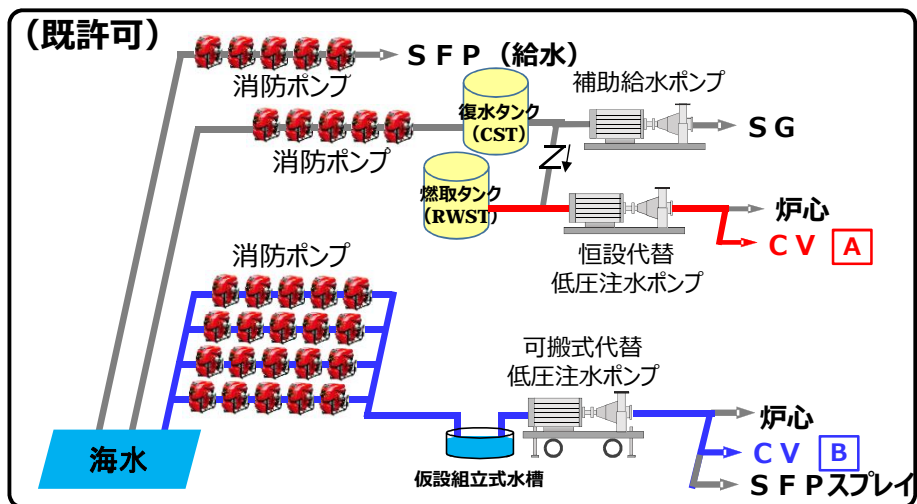 (既許可)
SFP(給水)
消防ポンプ
補助給水ポンプ
復水タンク
(CST)
SG
消防ポンプ
燃取タンク
(RWST)
炉心
CV A
恒設代替
低圧注水ポンプ
消防ポンプ
可搬式代替
低圧注水ポンプ
炉心
CV B
SFPスプレイ
海水
仮設組立式水槽